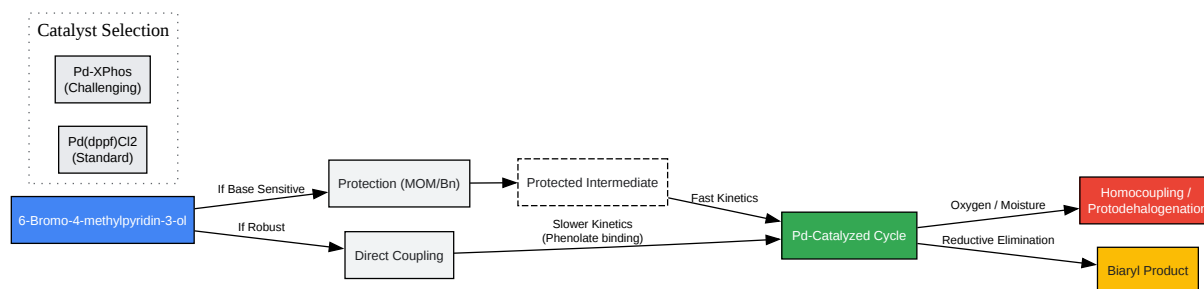 Catalyst Selection
Pd-XPhos
(Challenging)
Pd(dppf)Cl2
(Standard)
6-Bromo-4-methylpyridin-3-ol
If Base Sensitive
If Robust
Protection (MOM/Bn)
Direct Coupling
Protected Intermediate
Slower Kinetics
(Phenolate binding)
Fast Kinetics
Pd-Catalyzed Cycle
Oxygen / Moisture
Reductive Elimination
Homocoupling /
Protodehalogenation
Biaryl Product